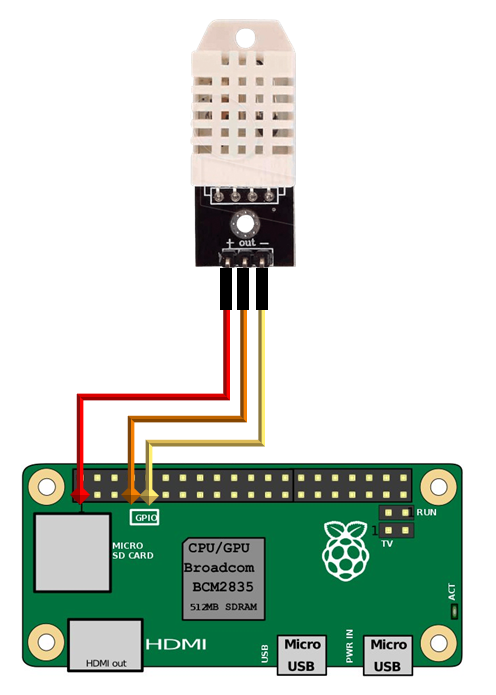 + out −
GPIO
RUN
1
TV
MICRO
SD CARD
CPU/GPU
Broadcom
BCM2835
512MB SDRAM
ACT
HDMI
HDMI out
USB
Micro
USB
PWR IN
Micro
USB